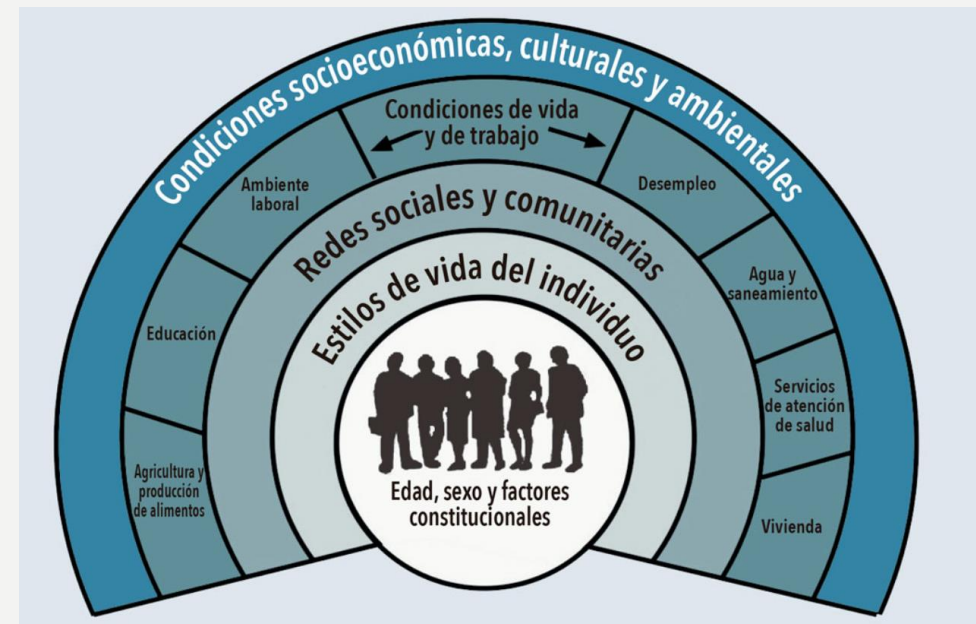 Condiciones socioeconómicas, culturales y ambientales
Condiciones de vida
y de trabajo
Ambiente
laboral
Desempleo
Educación
Agua y
saneamiento
Agricultura y
producción
de alimentos
Servicios
de atención
de salud
Vivienda
Redes sociales y comunitarias
Estilos de vida del individuo
Edad, sexo y factores
constitucionales